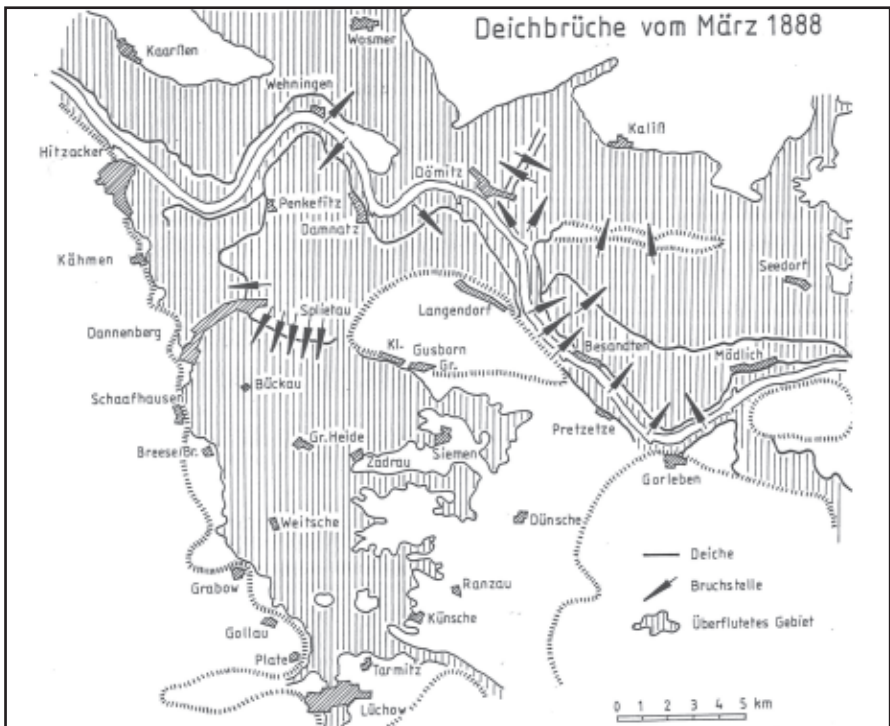 Deichbrüche vom März 1888
Wosmer
Kaarßen
Wehningen
Kaliß
Hitzacker
Dömitz
Penkefitz
Damnatz
Kähmen
Seedorf
Splietau
Langendorf
Dannenberg
Besandten
Kl.
Gusborn
Gr.
Mödlich
Bückau
Schaafhausen
Pretzetze
Gr. Heide
Siemen
Breese/Br.
Zadrau
Gorleben
Weitsche
Dünsche
Deiche
Grabow
Ranzau
Bruchstelle
Gollau
Künsche
Überflutetes Gebiet
Plate
Tarmitz
Lüchow
0 1 2 3 4 5 km